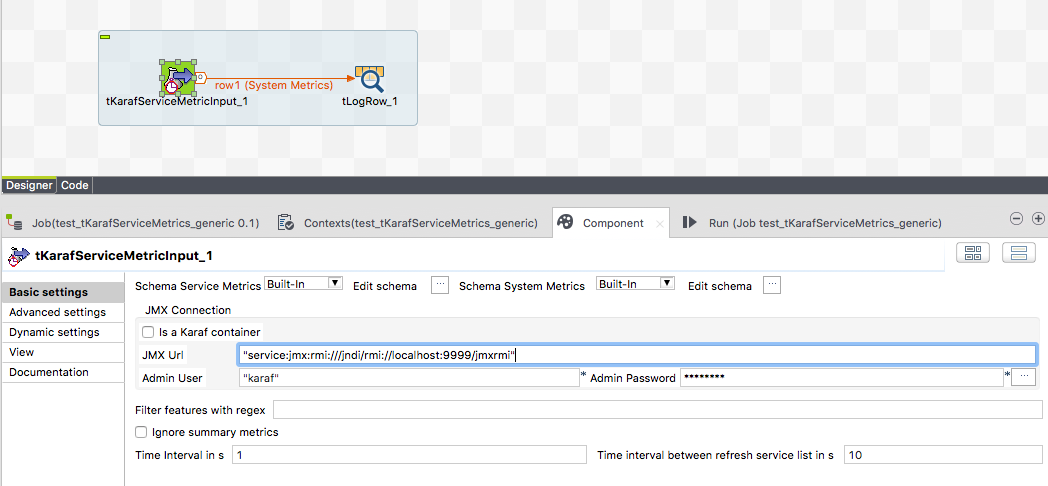 row1 (System Metrics)
tKarafServiceMetricInput_1
tLogRow_1
Designer
Code
Job(test_tKarafServiceMetrics_generic 0.1)
Contexts(test_tKarafServiceMetrics_generic)
Component
Run (Job test_tKarafServiceMetrics_generic)
tKarafServiceMetricInput_1
Basic settings
Advanced settings
Dynamic settings
View
Documentation
Schema Service Metrics Built-In Edit schema ... Schema System Metrics Built-In Edit schema ...
JMX Connection
Is a Karaf container
JMX Url "service:jmx:rmi:///jndi/rmi://localhost:9999/jmxrmi"
Admin User "karaf" * Admin Password ******** * ...
Filter features with regex
Ignore summary metrics
Time Interval in s 1 Time interval between refresh service list in s 10